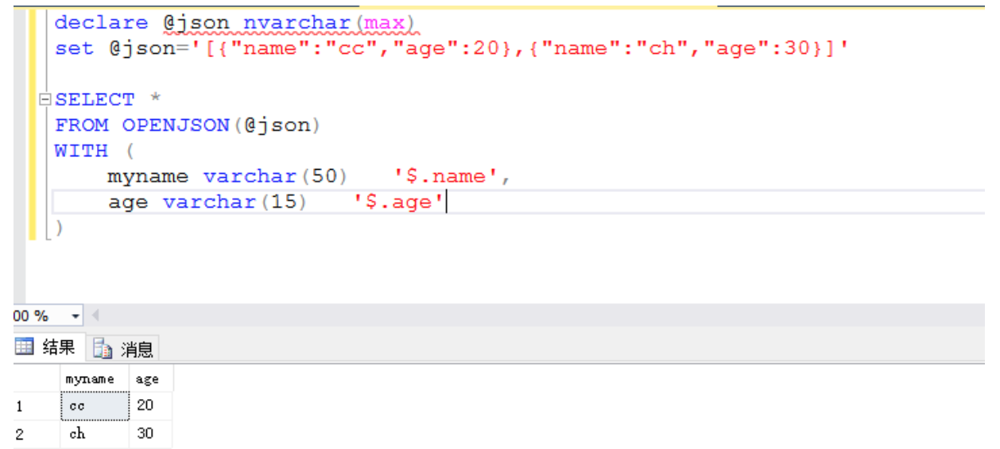 declare @json nvarchar(max)
set @json='[{"name":"cc","age":20},{"name":"ch","age":30}]'
SELECT *
FROM OPENJSON(@json)
WITH (
    myname varchar(50)   '$.name',
    age varchar(15)   '$.age'
)
00 %
结果 消息
myname age
1 cc 20
2 ch 30